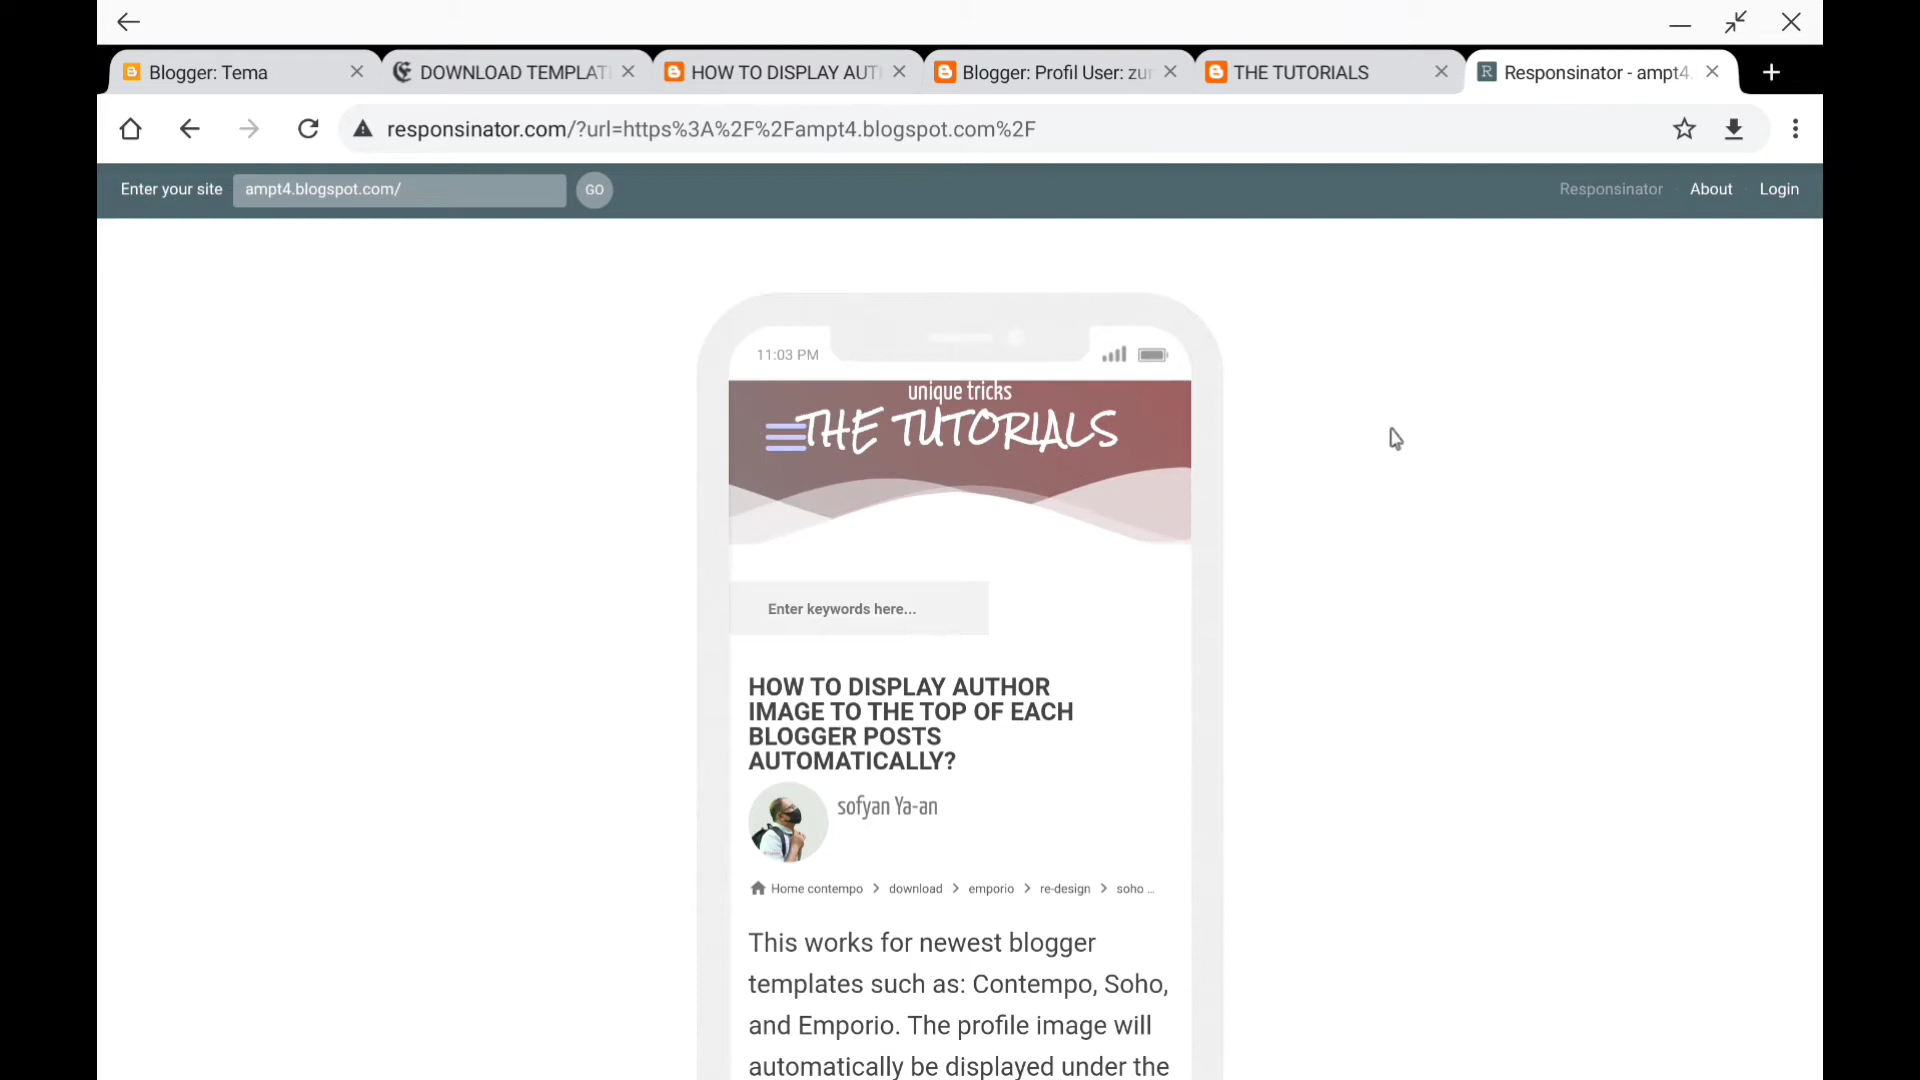 Blogger: Tema
DOWNLOAD TEMPLAT
HOW TO DISPLAY AUT
Blogger: Profil User: zur
THE TUTORIALS
Responsinator - ampt4.
responsinator.com/?url=https%3A%2F%2Fampt4.blogspot.com%2F
Enter your site
ampt4.blogspot.com/
GO
Responsinator
About
Login
11:03 PM
unique tricks
THE TUTORIALS
Enter keywords here...
HOW TO DISPLAY AUTHOR
IMAGE TO THE TOP OF EACH
BLOGGER POSTS
AUTOMATICALLY?
sofyan Ya-an
Home contempo > download > emporio > re-design > soho ...
This works for newest blogger
templates such as: Contempo, Soho,
and Emporio. The profile image will
automatically be displayed under the